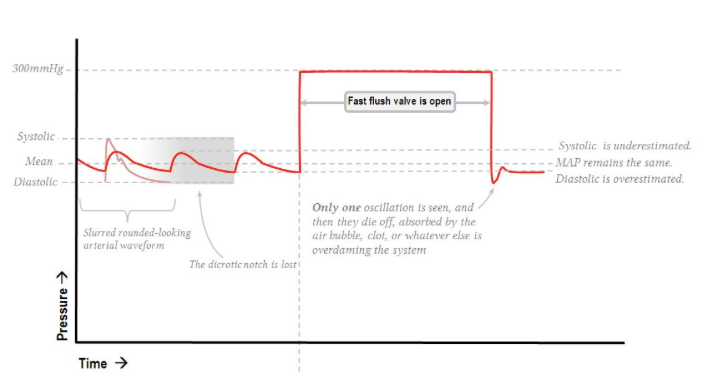 300mmHg
Fast flush valve is open
Systolic
Mean
Diastolic
Systolic is underestimated.
MAP remains the same.
Diastolic is overestimated.
Slurred rounded-looking
arterial waveform
The dicrotic notch is lost
Only one oscillation is seen, and
then they die off, absorbed by the
air bubble, clot, or whatever else is
overdaming the system
Pressure →
Time →